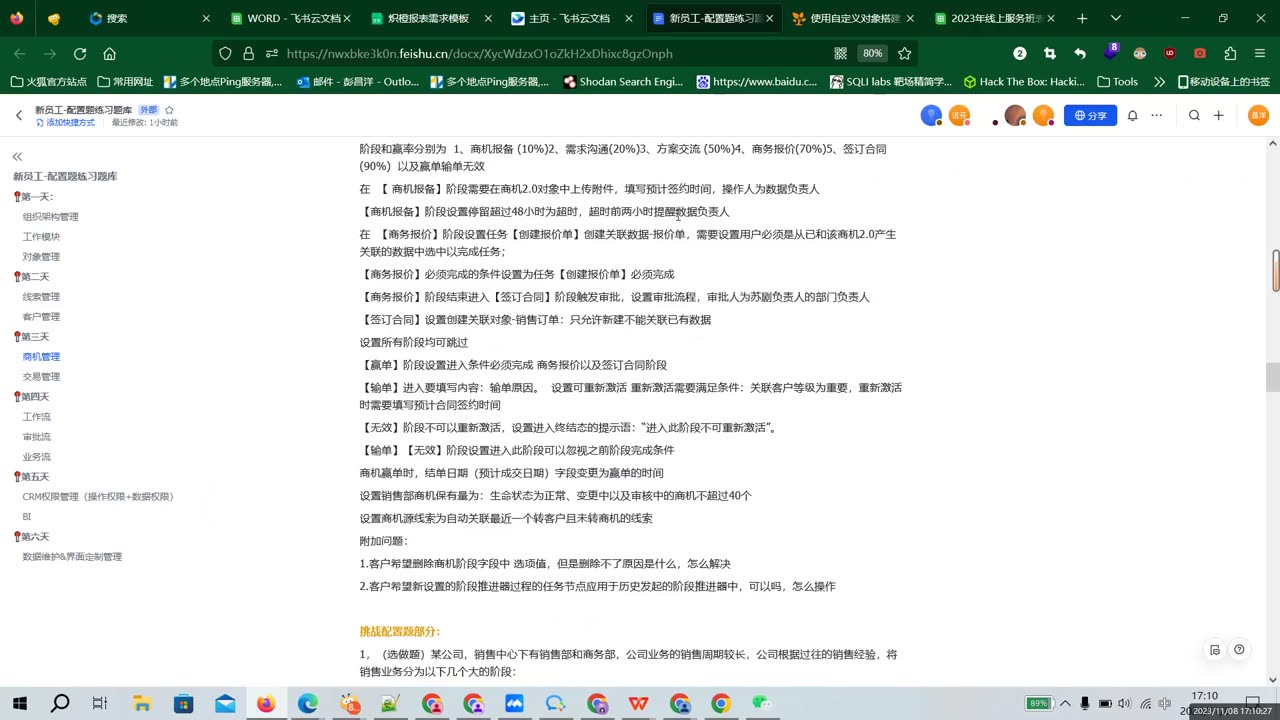 搜索
WORD - 飞书云文档
积橙报表需求模板
主页 - 飞书云文档
新员工-配置题练习题
使用自定义对象搭建
2023年线上服务班
https://nwxbke3k0n.feishu.cn/docx/XycWdzxO1oZkH2xDhixc8gzOnph
80%
2
8
火狐官方站点
常用网址
多个地点Ping服务器...
邮件 - 彭昌洋 - Outlo...
多个地点Ping服务器,...
Shodan Search Engi...
https://www.baidu.c...
SQLI labs 靶场精简学...
Hack The Box: Hacki...
Tools
移动设备上的书签
新员工-配置题练习题库
外部
添加快捷方式
最近修改: 1小时前
分享
昌洋
新员工-配置题练习题库
第一天:
组织架构管理
工作模块
对象管理
第二天
线索管理
客户管理
第三天
商机管理
交易管理
第四天
工作流
审批流
业务流
第五天
CRM权限管理（操作权限+数据权限）
BI
第六天
数据维护&界面定制管理
阶段和赢率分别为 1、商机报备 (10%)2、需求沟通(20%)3、方案交流 (50%)4、商务报价(70%)5、签订合同
(90%) 以及赢单输单无效
在 【 商机报备】阶段需要在商机2.0对象中上传附件，填写预计签约时间，操作人为数据负责人
【商机报备】阶段设置停留超过48小时为超时，超时前两小时提醒数据负责人
在 【商务报价】阶段设置任务【创建报价单】创建关联数据-报价单，需要设置用户必须是从已和该商机2.0产生
关联的数据中选中以完成任务；
【商务报价】必须完成的条件设置为任务【创建报价单】必须完成
【商务报价】阶段结束进入【签订合同】阶段触发审批，设置审批流程，审批人为苏剧负责人的部门负责人
【签订合同】设置创建关联对象-销售订单：只允许新建不能关联已有数据
设置所有阶段均可跳过
【赢单】阶段设置进入条件必须完成 商务报价以及签订合同阶段
【输单】进入要填写内容：输单原因。 设置可重新激活 重新激活需要满足条件：关联客户等级为重要，重新激活
时需要填写预计合同签约时间
【无效】阶段不可以重新激活，设置进入终结态的提示语：“进入此阶段不可重新激活”。
【输单】【无效】阶段设置进入此阶段可以忽视之前阶段完成条件
商机赢单时，结单日期（预计成交日期）字段变更为赢单的时间
设置销售部商机保有量为：生命状态为正常、变更中以及审核中的商机不超过40个
设置商机源线索为自动关联最近一个转客户且未转商机的线索
附加问题：
1.客户希望删除商机阶段字段中 选项值，但是删除不了原因是什么，怎么解决
2.客户希望新设置的阶段推进器过程的任务节点应用于历史发起的阶段推进器中，可以吗，怎么操作
挑战配置题部分：
1，（选做题）某公司，销售中心下有销售部和商务部，公司业务的销售周期较长，公司根据过往的销售经验，将
销售业务分为以下几个大的阶段：
89%
英
17:10
2023/11/08 17:10:27